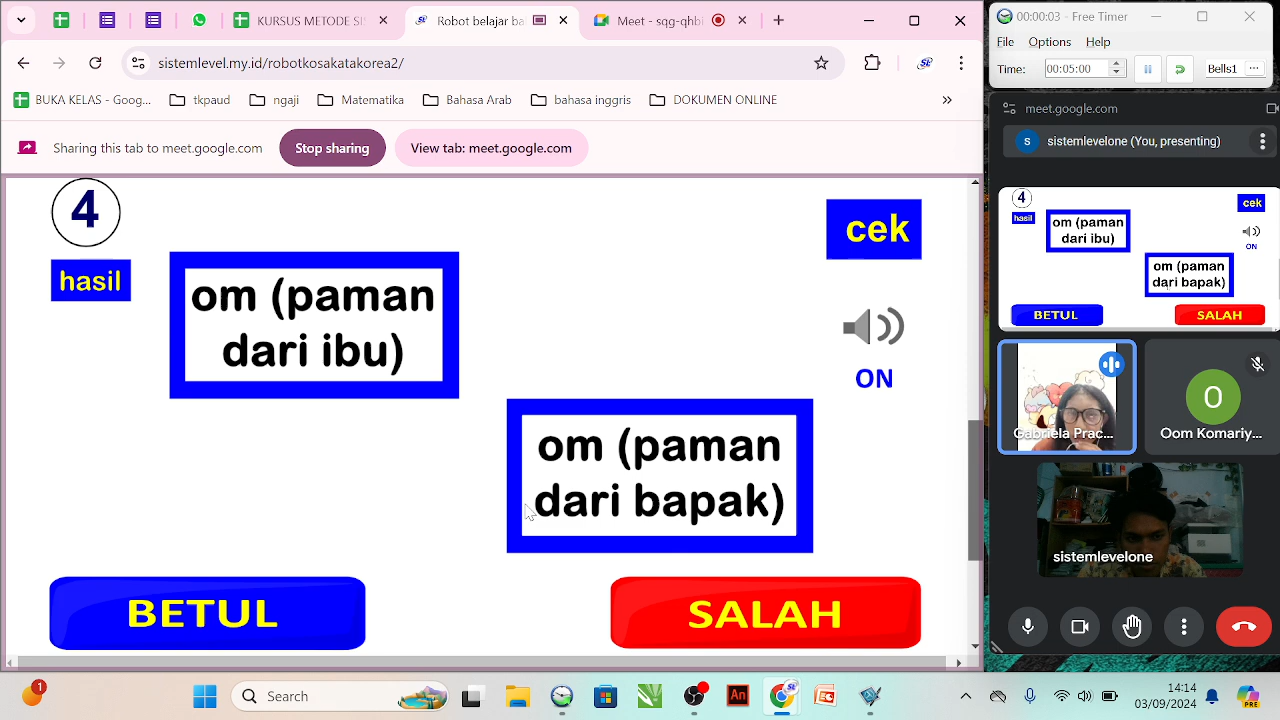 KURSUS METODE 3I
Robot belajar ba
Meet - sqg-qhbi
sistemlevel.my.id/robotkosakatakorea2/
BUKA KELAS - Goog...
tkpaud
ngaji
Matematika
bahasa inggris
DOKUMEN ONLINE
Sharing this tab to meet.google.com
Stop sharing
View tab: meet.google.com
4
hasil
om (paman
dari ibu)
cek
ON
om (paman
dari bapak)
BETUL
SALAH
00:00:03 - Free Timer
File
Options
Help
Time:
00:05:00
Bells1
...
meet.google.com
s
sistemlevelone (You, presenting)
4
hasil
om (paman
dari ibu)
cek
ON
om (paman
dari bapak)
BETUL
SALAH
Gabriela Prac...
O
Oom Komariy...
sistemlevelone
1
Search
An
14:14
03/09/2024
PRE